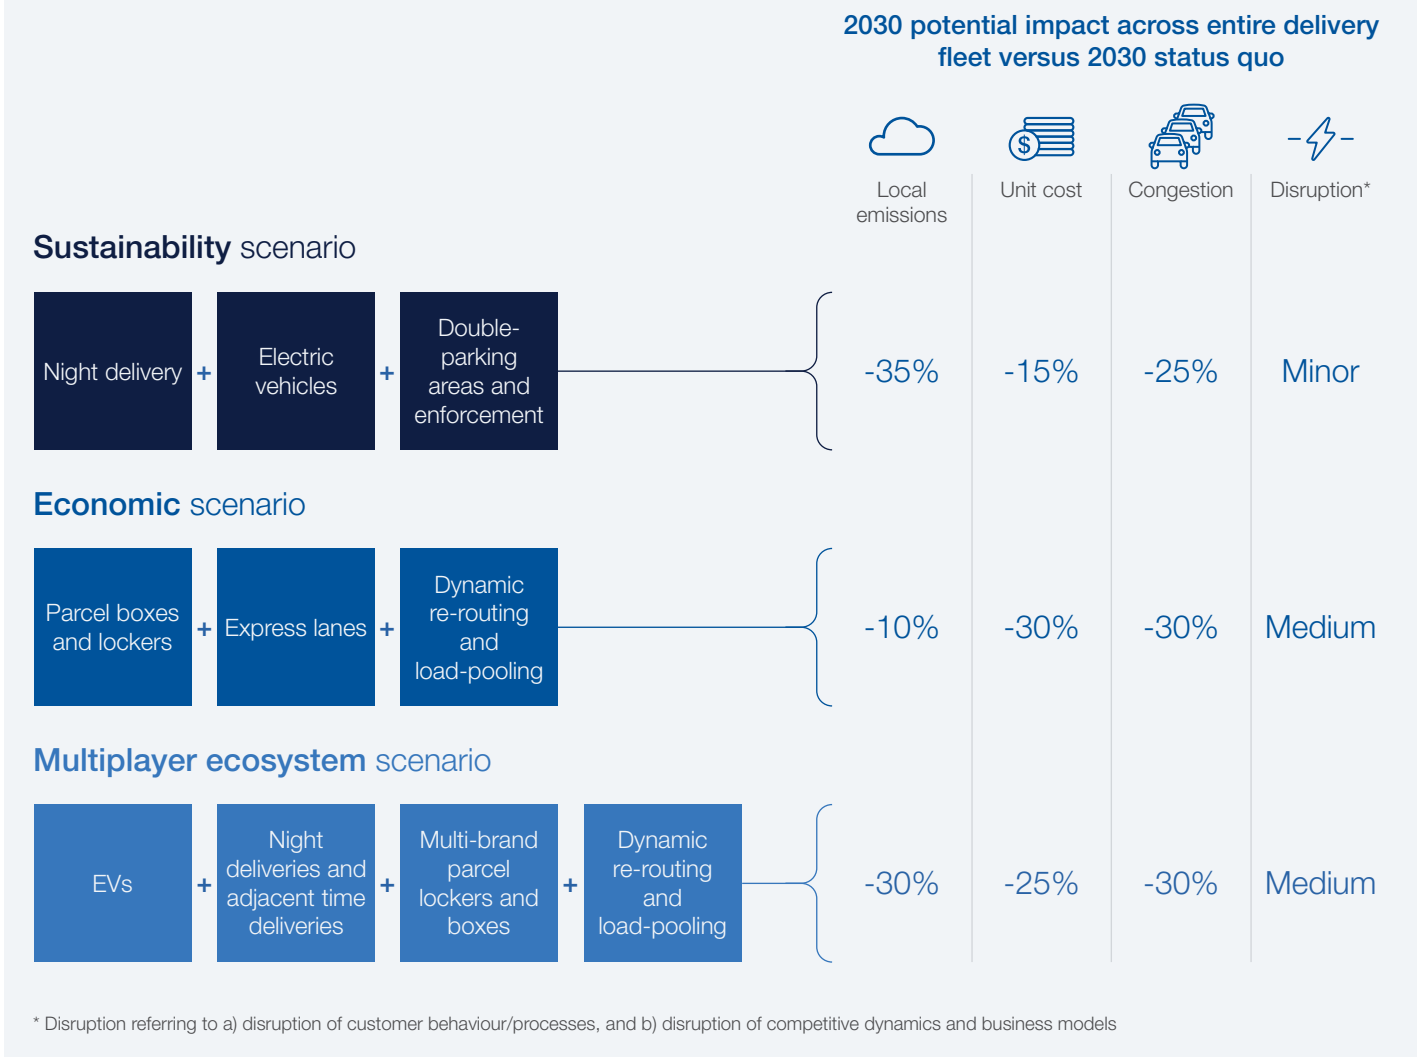 2030 potential impact across entire delivery
fleet versus 2030 status quo
$
Local
emissions
Unit cost
Congestion
Disruption*
Sustainability scenario
Night delivery
+
Electric
vehicles
+
Double-
parking
areas and
enforcement
-35%
-15%
-25%
Minor
Economic scenario
Parcel boxes
and lockers
+
Express lanes
+
Dynamic
re-routing
and
load-pooling
-10%
-30%
-30%
Medium
Multiplayer ecosystem scenario
EVs
+
Night
deliveries and
adjacent time
deliveries
+
Multi-brand
parcel
lockers and
boxes
+
Dynamic
re-routing
and
load-pooling
-30%
-25%
-30%
Medium
* Disruption referring to a) disruption of customer behaviour/processes, and b) disruption of competitive dynamics and business models